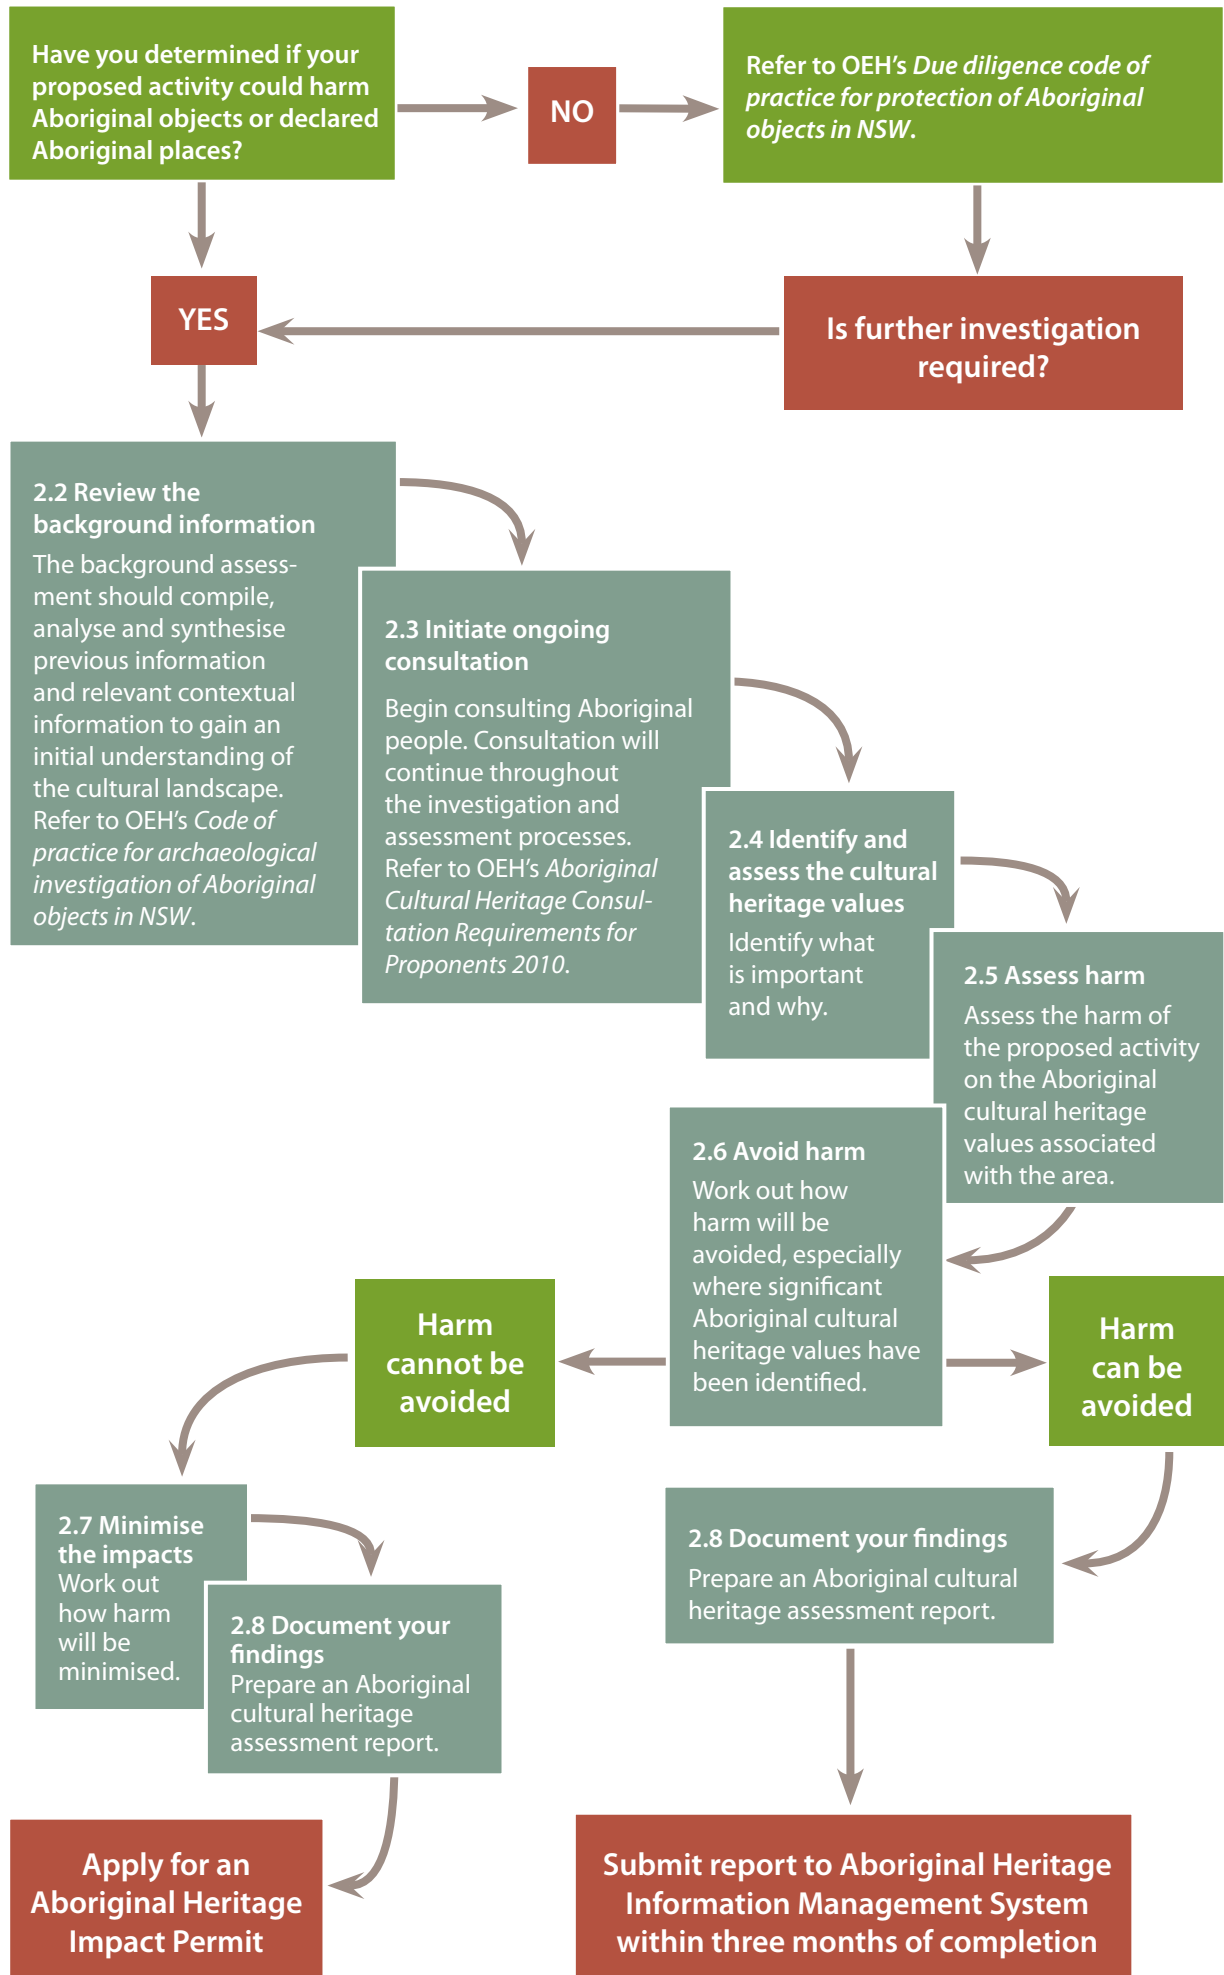 Have you determined if your
proposed activity could harm
Aboriginal objects or declared
Aboriginal places?
NO
Refer to OEH's Due diligence code of
practice for protection of Aboriginal
objects in NSW.
YES
Is further investigation
required?
2.2 Review the
background information
The background assess-
ment should compile,
analyse and synthesise
previous information
and relevant contextual
information to gain an
initial understanding of
the cultural landscape.
Refer to OEH's Code of
practice for archaeological
investigation of Aboriginal
objects in NSW.
2.3 Initiate ongoing
consultation
Begin consulting Aboriginal
people. Consultation will
continue throughout
the investigation and
assessment processes.
Refer to OEH's Aboriginal
Cultural Heritage Consul-
tation Requirements for
Proponents 2010.
2.4 Identify and
assess the cultural
heritage values
Identify what
is important
and why.
2.5 Assess harm
Assess the harm of
the proposed activity
on the Aboriginal
cultural heritage
values associated
with the area.
2.6 Avoid harm
Work out how
harm will be
avoided, especially
where significant
Aboriginal cultural
heritage values have
been identified.
Harm
cannot be
avoided
Harm
can be
avoided
2.7 Minimise
the impacts
Work out
how harm
will be
minimised.
2.8 Document your
findings
Prepare an Aboriginal
cultural heritage
assessment report.
2.8 Document your findings
Prepare an Aboriginal cultural
heritage assessment report.
Apply for an
Aboriginal Heritage
Impact Permit
Submit report to Aboriginal Heritage
Information Management System
within three months of completion